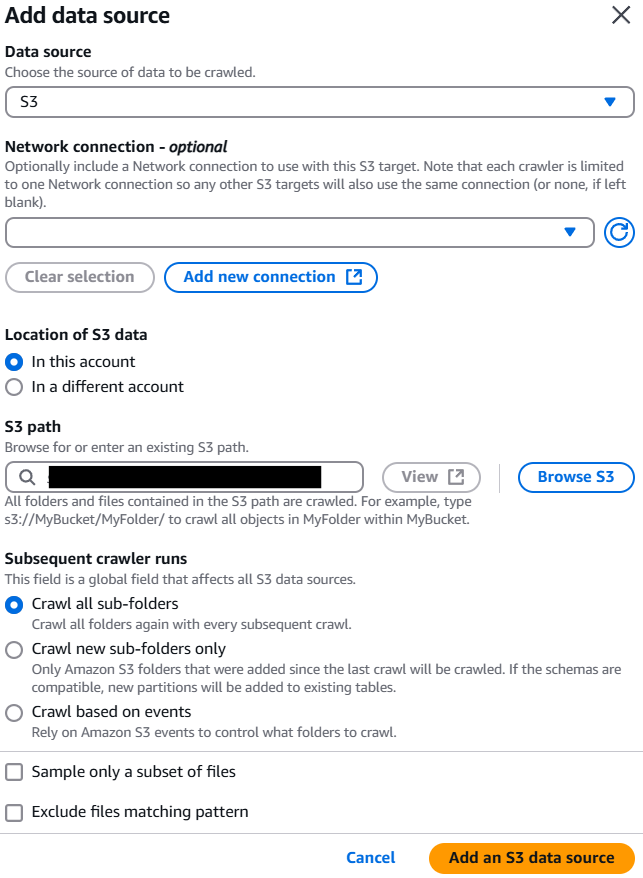 Add data source
Data source
Choose the source of data to be crawled.
S3
Network connection - optional
Optionally include a Network connection to use with this S3 target. Note that each crawler is limited
to one Network connection so any other S3 targets will also use the same connection (or none, if left
blank).
Clear selection
Add new connection
Location of S3 data
In this account
In a different account
S3 path
Browse for or enter an existing S3 path.
View
Browse S3
All folders and files contained in the S3 path are crawled. For example, type
s3://MyBucket/MyFolder/ to crawl all objects in MyFolder within MyBucket.
Subsequent crawler runs
This field is a global field that affects all S3 data sources.
Crawl all sub-folders
Crawl all folders again with every subsequent crawl.
Crawl new sub-folders only
Only Amazon S3 folders that were added since the last crawl will be crawled. If the schemas are
compatible, new partitions will be added to existing tables.
Crawl based on events
Rely on Amazon S3 events to control what folders to crawl.
Sample only a subset of files
Exclude files matching pattern
Cancel
Add an S3 data source